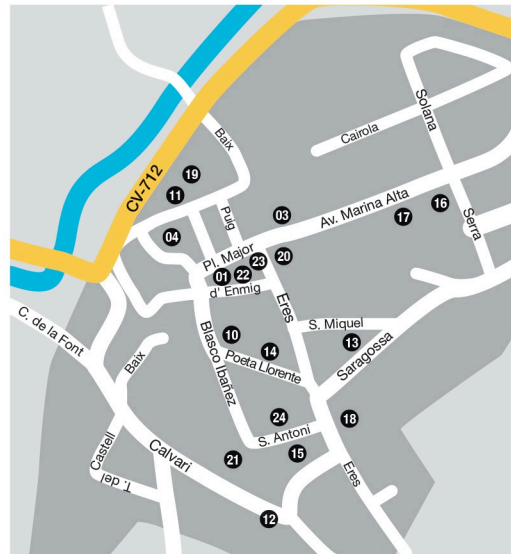 Solana
Cairola
Baix
CV-712
19
11
03
Av. Marina Alta
16
17
Puig
Serra
04
Pl. Major
23
20
01
22
d' Enmig
Eres
C. de la Font
S. Miquel
10
Baix
Blasco Ibañez
14
13
Poeta Llorente
Saragossa
24
18
S. Antoni
Castell
Calvari
21
15
T. del
Eres
12